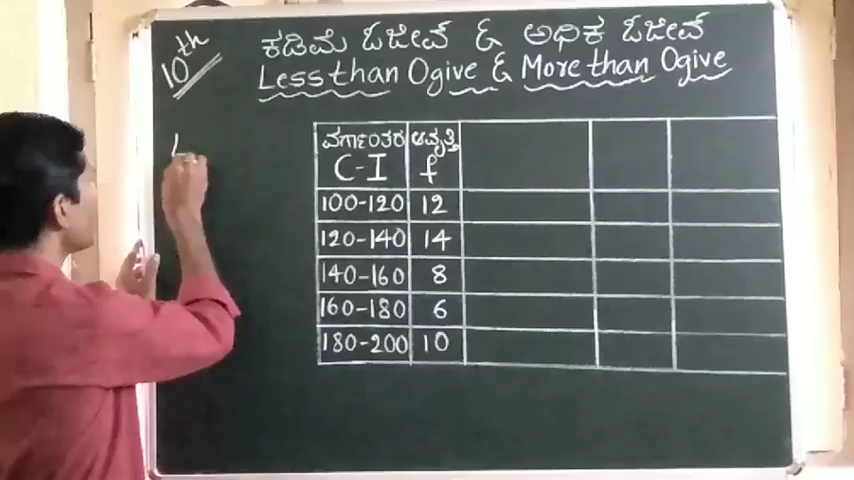 10th
ಕಡಿಮೆ ಓಜೀವ್ & ಅಧಿಕ ಓಜೀವ್
Less than Ogive & More than Ogive
ವರ್ಗಾಂತರ ಆವೃತ್ತಿ
C-I f
100-120 12
120-140 14
140-160 8
160-180 6
180-200 10